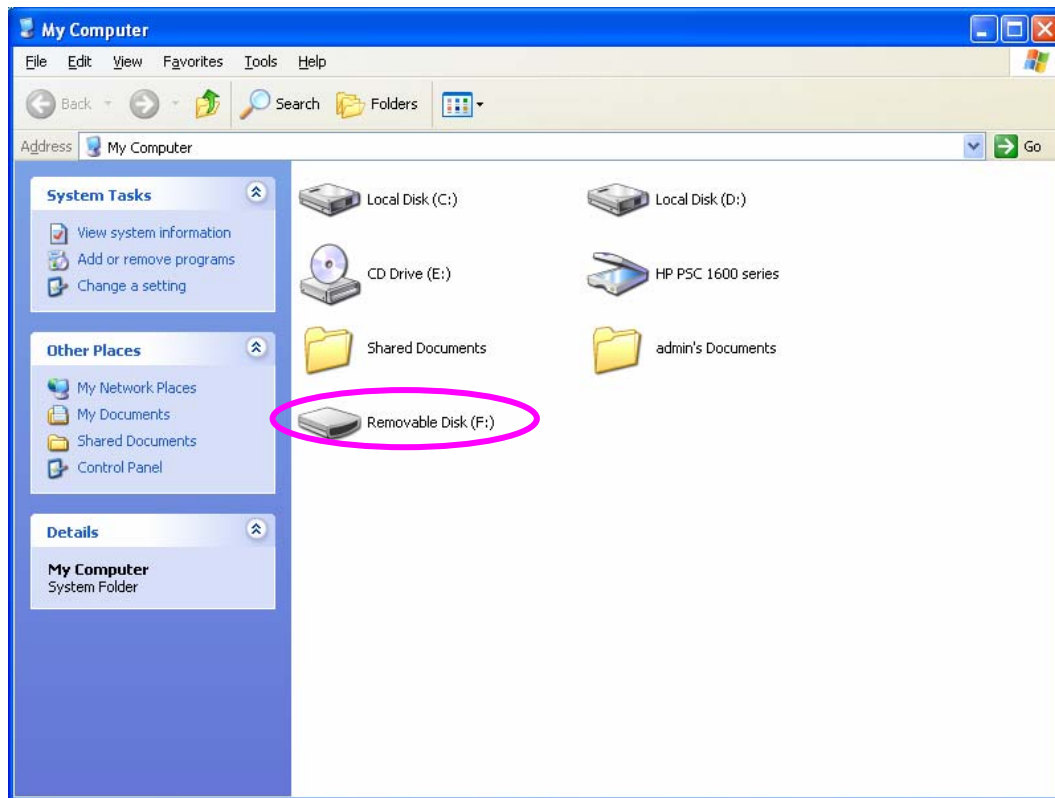 My Computer
File Edit View Favorites Tools Help
Back Search Folders
Address My Computer Go
System Tasks
View system information
Add or remove programs
Change a setting
Other Places
My Network Places
My Documents
Shared Documents
Control Panel
Details
My Computer
System Folder
Local Disk (C:) Local Disk (D:)
CD Drive (E:) HP PSC 1600 series
Shared Documents admin's Documents
Removable Disk (F:)